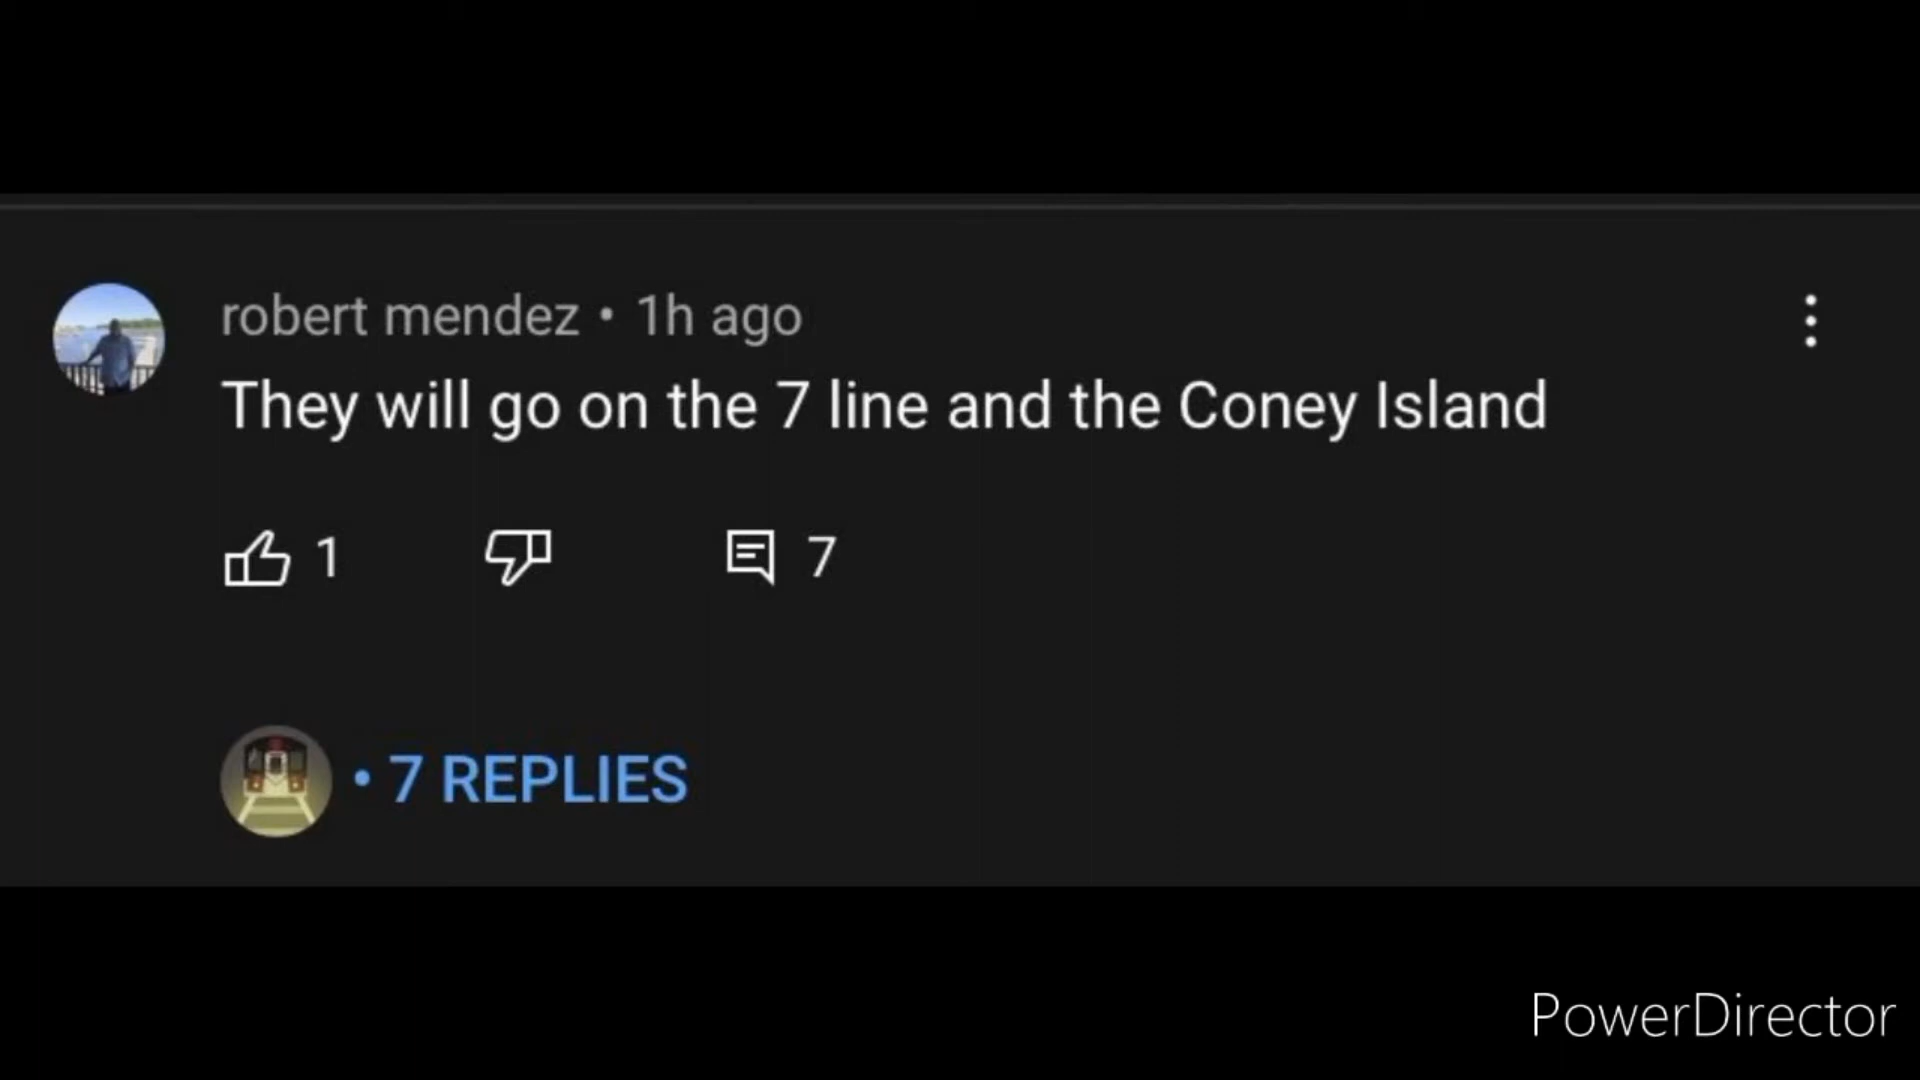 robert mendez • 1h ago
They will go on the 7 line and the Coney Island
1 7
• 7 REPLIES
PowerDirector